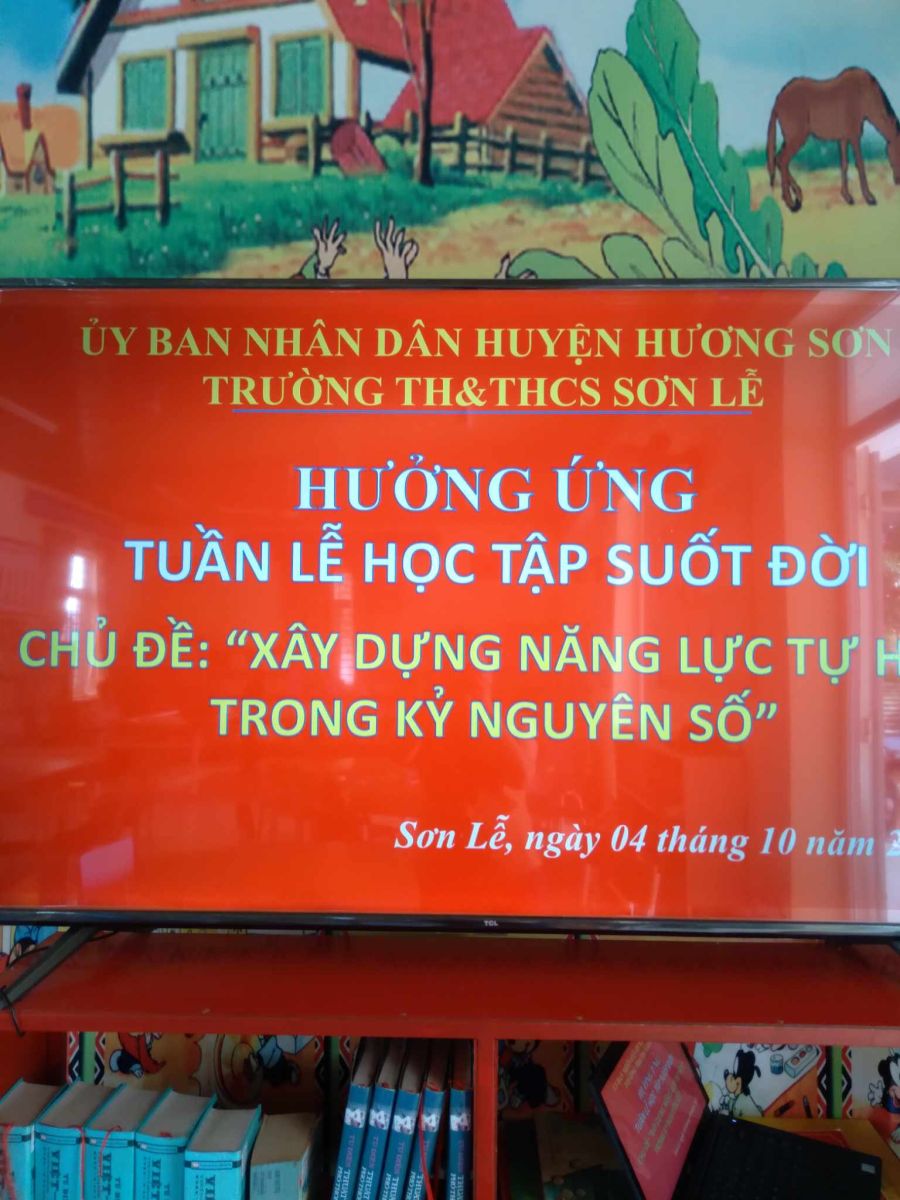 ỦY BAN NHÂN DÂN HUYỆN HƯƠNG SƠN
TRƯỜNG TH&THCS SƠN LỄ
HƯỞNG ỨNG
TUẦN LỄ HỌC TẬP SUỐT ĐỜI
CHỦ ĐỀ: “XÂY DỰNG NĂNG LỰC TỰ H
TRONG KỶ NGUYÊN SỐ”
Sơn Lễ, ngày 04 tháng 10 năm 2
TCL